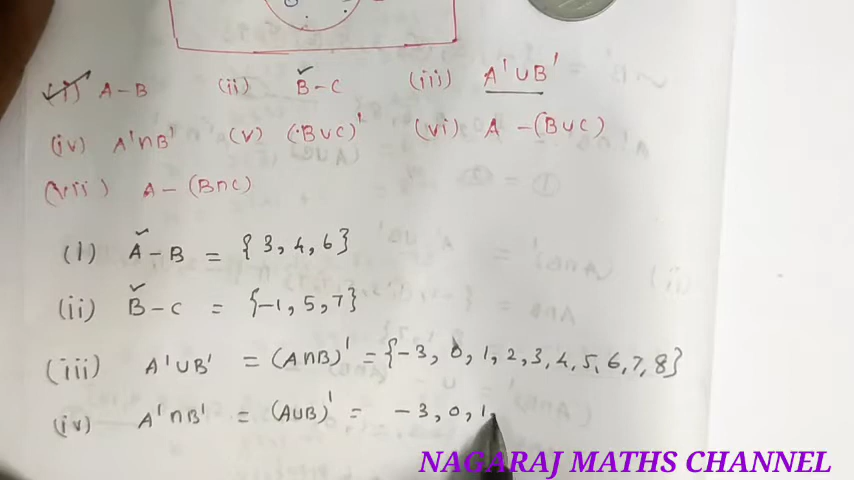 (i) A-B (ii) B-C (iii) A'∪B'
(iv) A'∩B' (v) (B∪C)' (vi) A-(B∪C)
(vii) A-(B∩C)
(i) A-B = {3, 4, 6}
(ii) B-C = {-1, 5, 7}
(iii) A'∪B' = (A∩B)' = {-3, 0, 1, 2, 3, 4, 5, 6, 7, 8}
(iv) A'∩B' = (A∪B)' = -3, 0, 1,
NAGARAJ MATHS CHANNEL